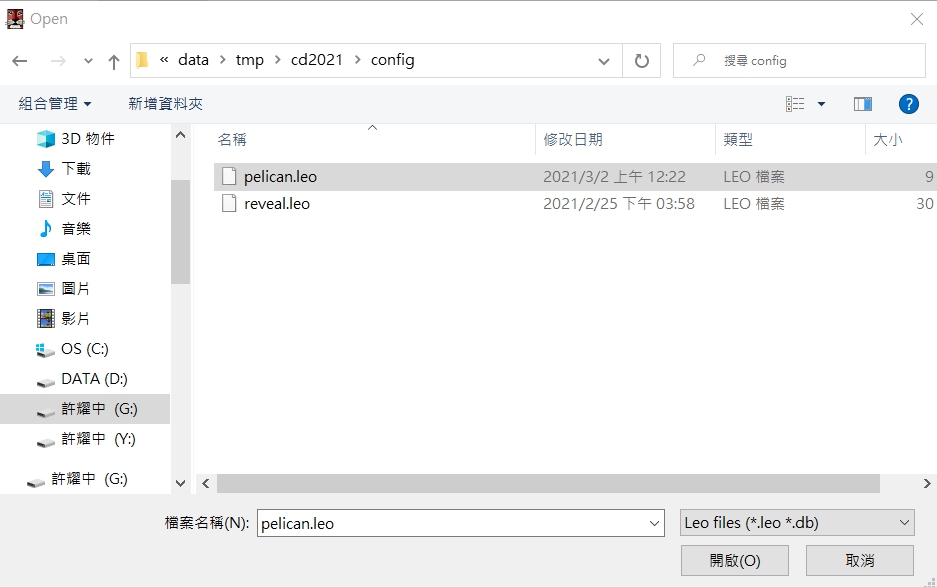 Open
« data > tmp > cd2021 > config
搜尋 config
組合管理 新增資料夾
名稱 修改日期 類型 大小
3D 物件
下載
文件
音樂
桌面
圖片
影片
OS (C:)
DATA (D:)
許耀中 (G:)
許耀中 (Y:)
許耀中 (G:)
pelican.leo 2021/3/2 上午 12:22 LEO 檔案 9
reveal.leo 2021/2/25 下午 03:58 LEO 檔案 30
檔案名稱(N): pelican.leo Leo files (*.leo *.db)
開啟(O) 取消